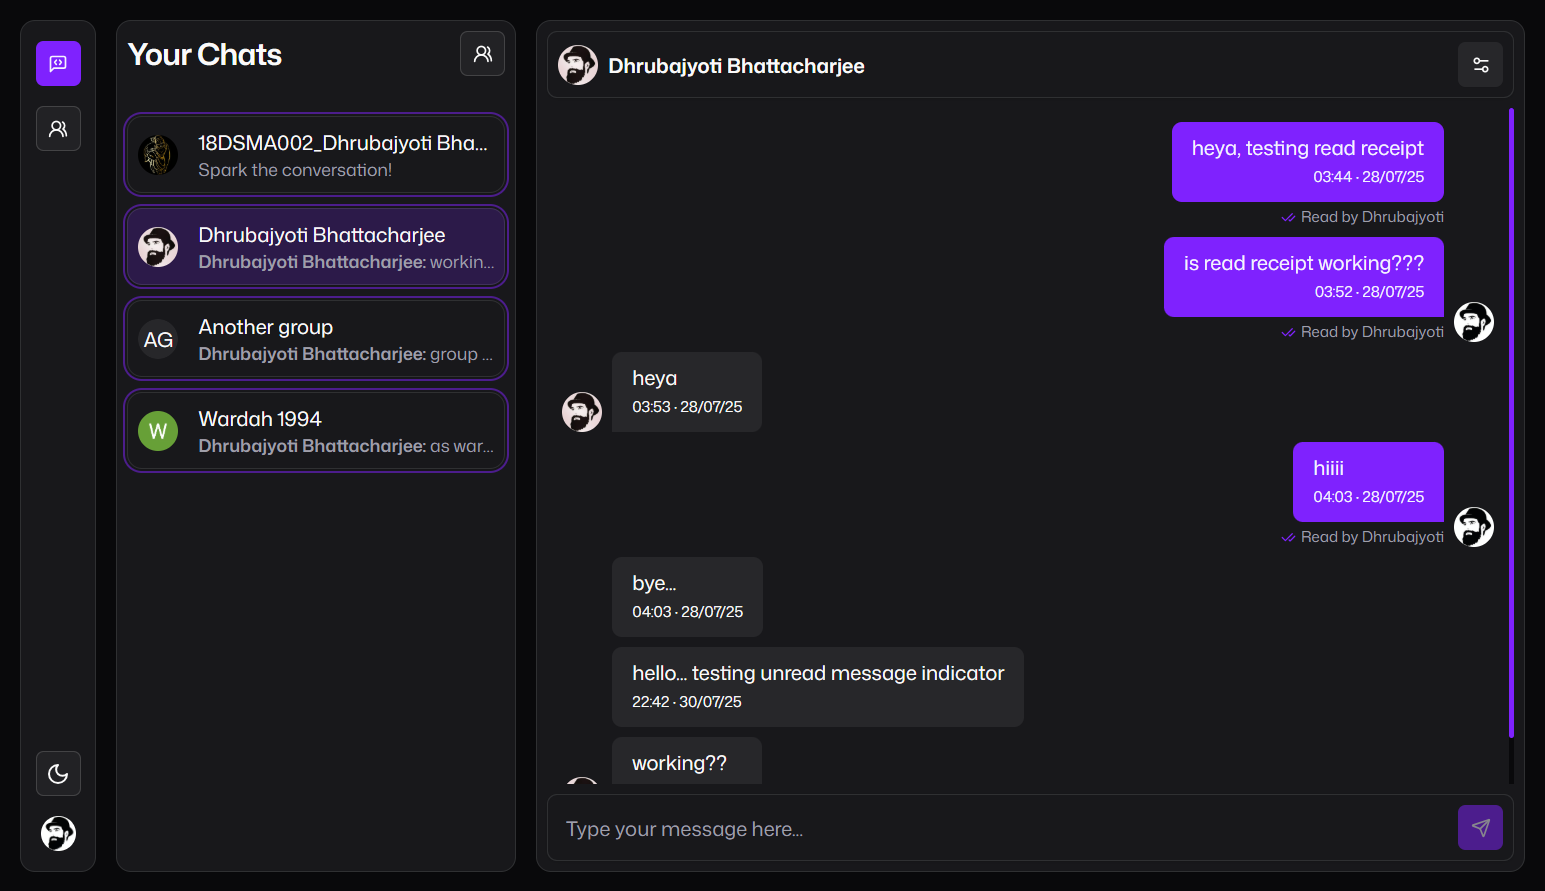 Your Chats
18DSMA002_Dhrubajyoti Bha...
Spark the conversation!
Dhrubajyoti Bhattacharjee
Dhrubajyoti Bhattacharjee: workin...
AG
Another group
Dhrubajyoti Bhattacharjee: group ...
W
Wardah 1994
Dhrubajyoti Bhattacharjee: as war...
Dhrubajyoti Bhattacharjee
heya, testing read receipt
03:44 · 28/07/25
Read by Dhrubajyoti
is read receipt working???
03:52 · 28/07/25
Read by Dhrubajyoti
heya
03:53 · 28/07/25
hiiii
04:03 · 28/07/25
Read by Dhrubajyoti
bye...
04:03 · 28/07/25
hello... testing unread message indicator
22:42 · 30/07/25
working??
Type your message here...